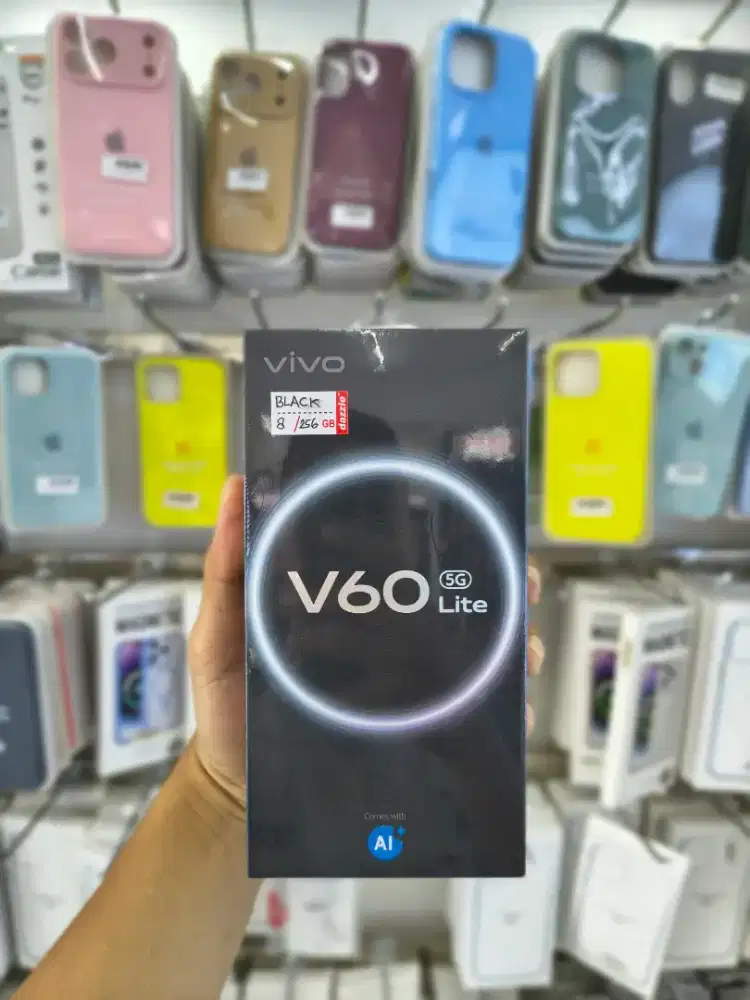 vivo
BLACK
8 /256 GB
dazzle
V60 5G
Lite
Comes with
AI